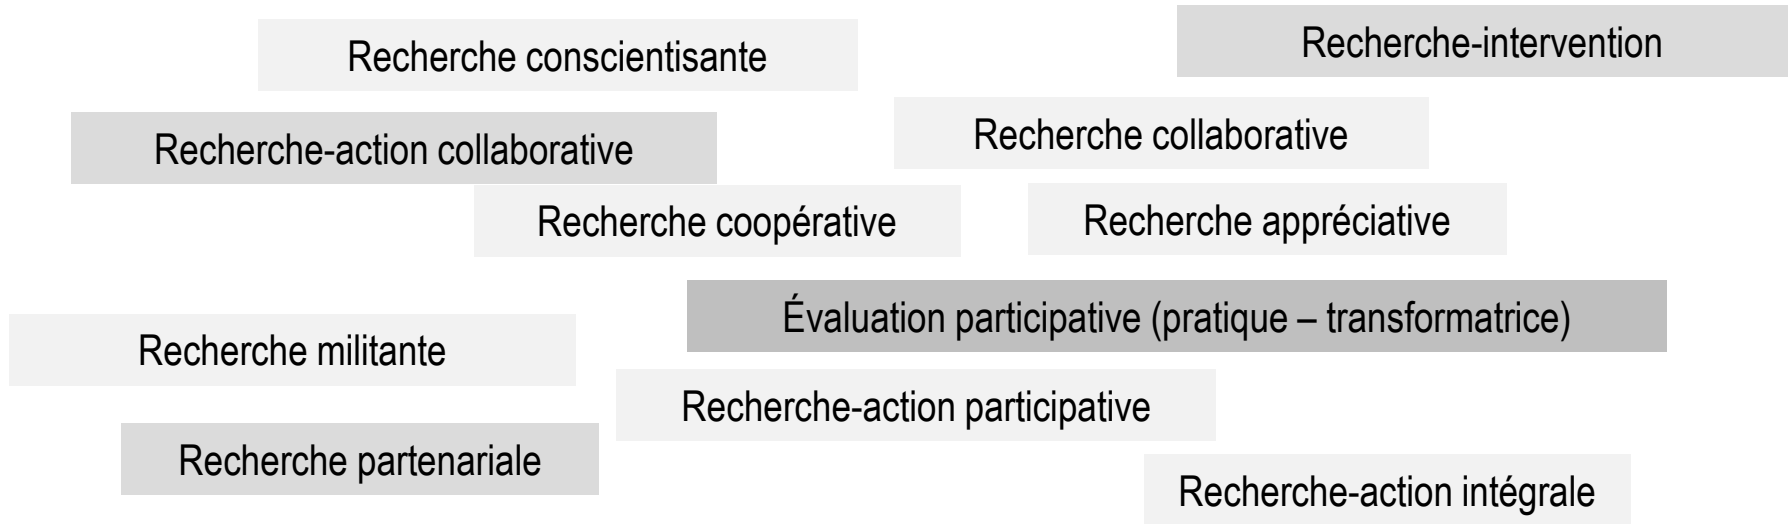 Recherche conscientisante
Recherche-intervention
Recherche-action collaborative
Recherche collaborative
Recherche coopérative
Recherche appréciative
Évaluation participative (pratique – transformatrice)
Recherche militante
Recherche-action participative
Recherche partenariale
Recherche-action intégrale